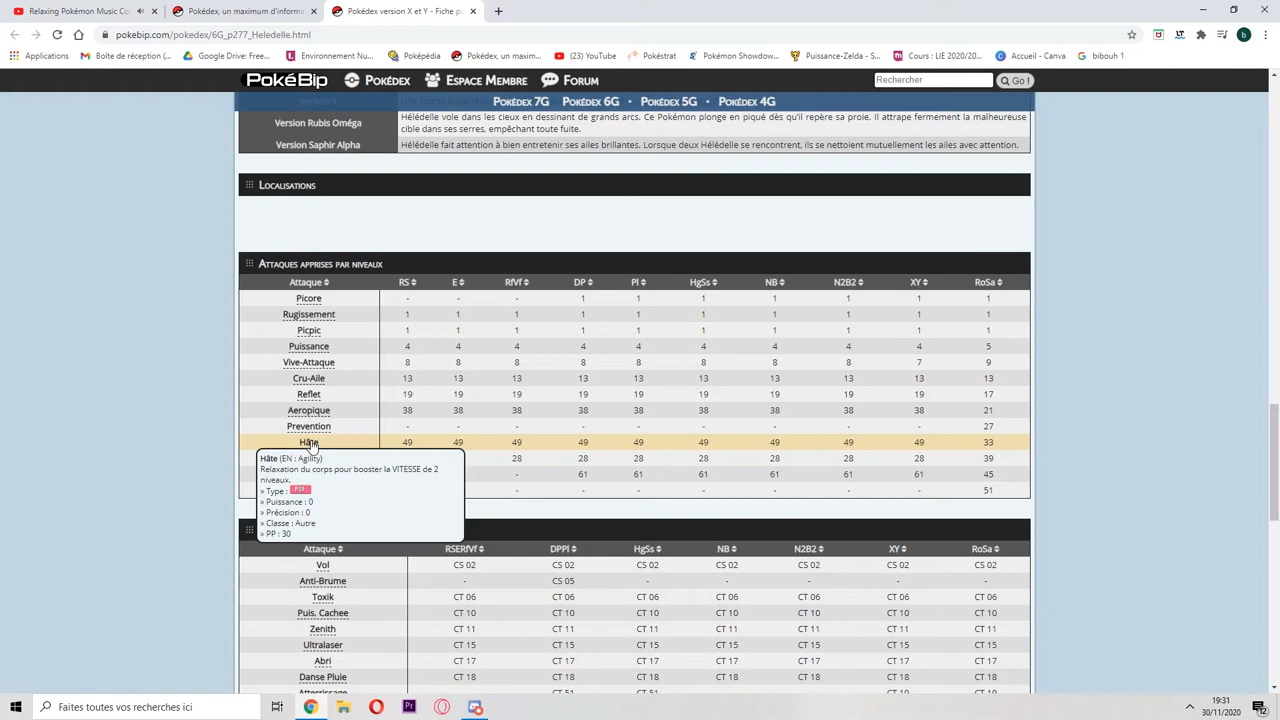 Relaxing Pokémon Music Co
Pokédex, un maximum d'informa
Pokédex version X et Y - Fiche po
pokebip.com/pokedex/6G_p277_Heledelle.html
Applications
Boîte de réception (...
Google Drive: Free...
Environnement Nu...
Poképédia
Pokédex, un maxim...
(23) YouTube
Pokéstrat
Pokémon Showdow...
Puissance-Zelda - (S...
Cours : LIE 2020/20...
Accueil - Canva
bibouh 1
PokéBip
Pokédex
Espace Membre
Forum
Rechercher
Go !
Pokédex 7G
Pokédex 6G
Pokédex 5G
Pokédex 4G
Version Rubis Oméga
Hélédelle vole dans les cieux en dessinant de grands arcs. Ce Pokémon plonge en piqué dès qu'il repère sa proie. Il attrape fermement la malheureuse
cible dans ses serres, empêchant toute fuite.
Version Saphir Alpha
Hélédelle fait attention à bien entretenir ses ailes brillantes. Lorsque deux Hélédelle se rencontrent, ils se nettoient mutuellement les ailes avec attention.
Localisations
Attaques apprises par niveaux
Attaque RS E RfVf DP Pl HgSs NB N2B2 XY RoSa
Picore - - - 1 1 1 1 1 1 1
Rugissement 1 1 1 1 1 1 1 1 1 1
Picpic 1 1 1 1 1 1 1 1 1 1
Puissance 4 4 4 4 4 4 4 4 4 5
Vive-Attaque 8 8 8 8 8 8 8 8 7 9
Cru-Aile 13 13 13 13 13 13 13 13 13 13
Reflet 19 19 19 19 19 19 19 19 19 17
Aeropique 38 38 38 38 38 38 38 38 38 21
Prevention - - - - - - - - - 27
Hâte 49 49 49 49 49 49 49 49 49 33
28 28 28 28 28 28 28 39
- 61 61 61 61 61 61 45
- - - - - - - 51
Hâte (EN : Agility)
Relaxation du corps pour booster la VITESSE de 2
niveaux.
» Type : PSY
» Puissance : 0
» Précision : 0
» Classe : Autre
» PP : 30
Attaque RSERfVf DPPl HgSs NB N2B2 XY RoSa
Vol CS 02 CS 02 CS 02 CS 02 CS 02 CS 02 CS 02
Anti-Brume - CS 05 - - - - -
Toxik CT 06 CT 06 CT 06 CT 06 CT 06 CT 06 CT 06
Puis. Cachee CT 10 CT 10 CT 10 CT 10 CT 10 CT 10 CT 10
Zenith CT 11 CT 11 CT 11 CT 11 CT 11 CT 11 CT 11
Ultralaser CT 15 CT 15 CT 15 CT 15 CT 15 CT 15 CT 15
Abri CT 17 CT 17 CT 17 CT 17 CT 17 CT 17 CT 17
Danse Pluie CT 18 CT 18 CT 18 CT 18 CT 18 CT 18 CT 18
Atterrissage - CT 51 CT 51 - - CT 19 CT 19
Faites toutes vos recherches ici
19:31
30/11/2020
12